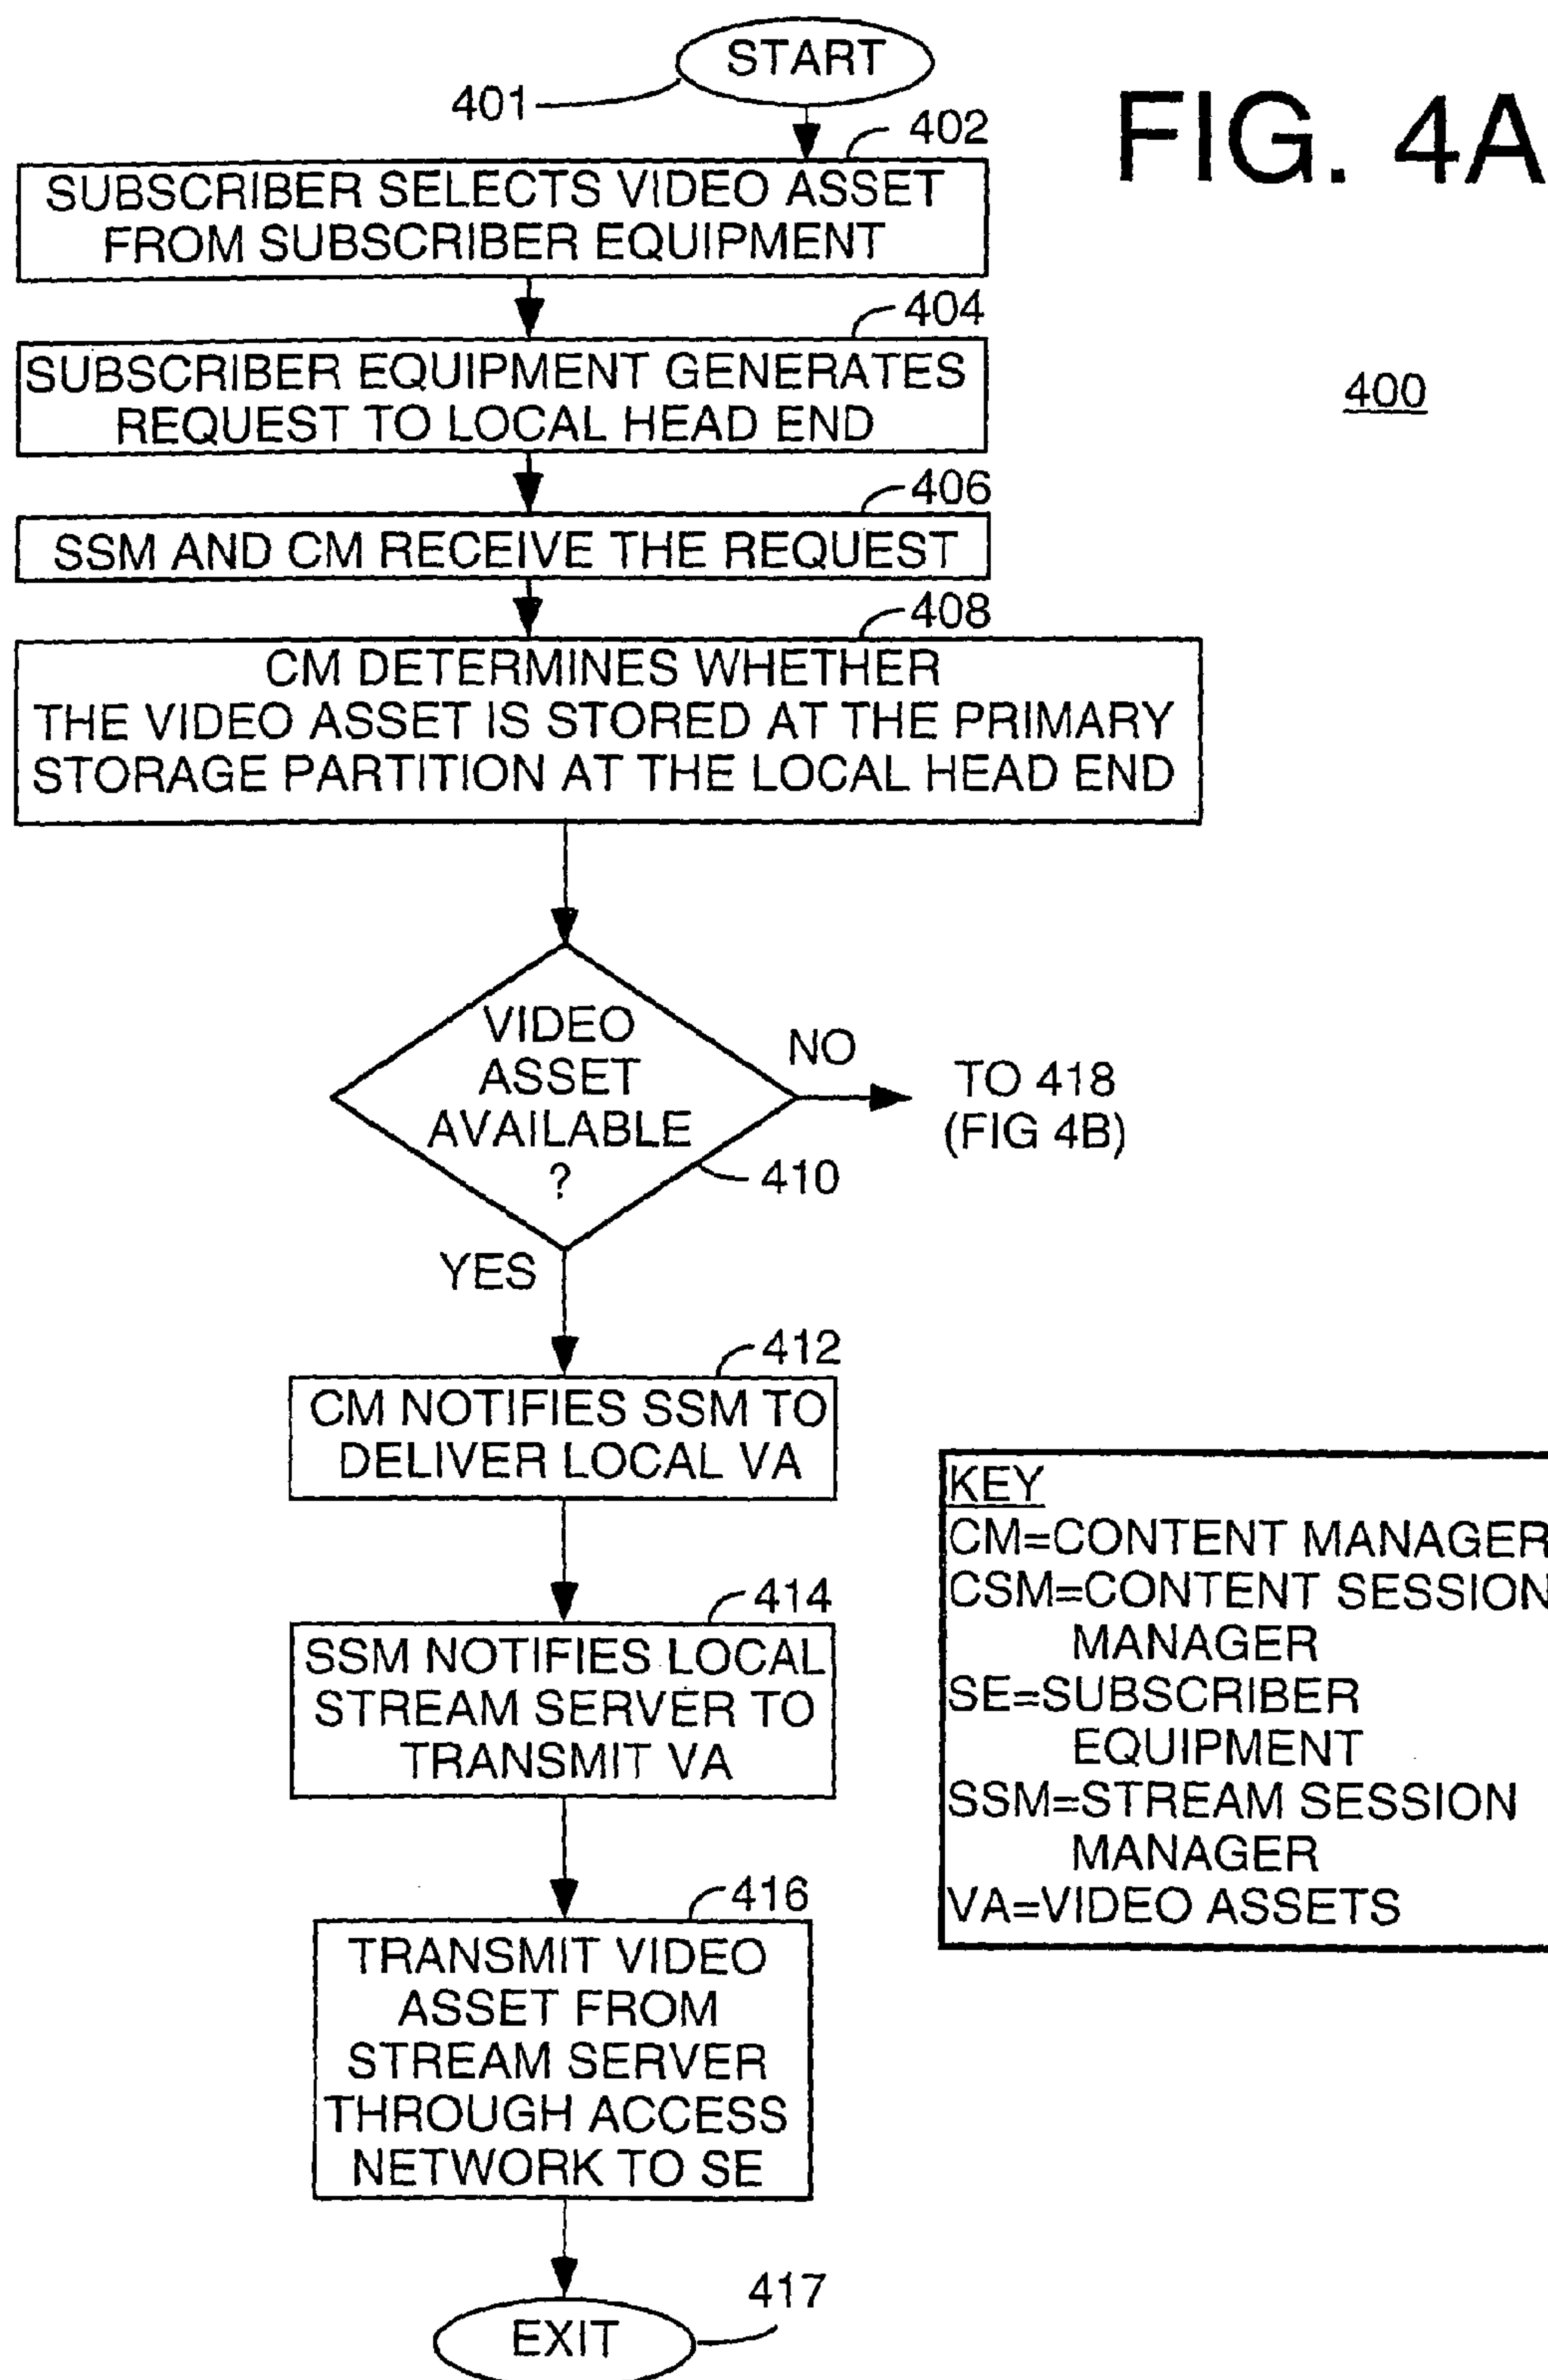 START
401
FIG. 4A
402
SUBSCRIBER SELECTS VIDEO ASSET
FROM SUBSCRIBER EQUIPMENT
404
SUBSCRIBER EQUIPMENT GENERATES
REQUEST TO LOCAL HEAD END
400
406
SSM AND CM RECEIVE THE REQUEST
408
CM DETERMINES WHETHER
THE VIDEO ASSET IS STORED AT THE PRIMARY
STORAGE PARTITION AT THE LOCAL HEAD END
VIDEO
ASSET
AVAILABLE
?
NO
TO 418
(FIG 4B)
410
YES
412
CM NOTIFIES SSM TO
DELIVER LOCAL VA
414
SSM NOTIFIES LOCAL
STREAM SERVER TO
TRANSMIT VA
416
TRANSMIT VIDEO
ASSET FROM
STREAM SERVER
THROUGH ACCESS
NETWORK TO SE
417
EXIT
KEY
CM=CONTENT MANAGER
CSM=CONTENT SESSION
MANAGER
SE=SUBSCRIBER
EQUIPMENT
SSM=STREAM SESSION
MANAGER
VA=VIDEO ASSETS